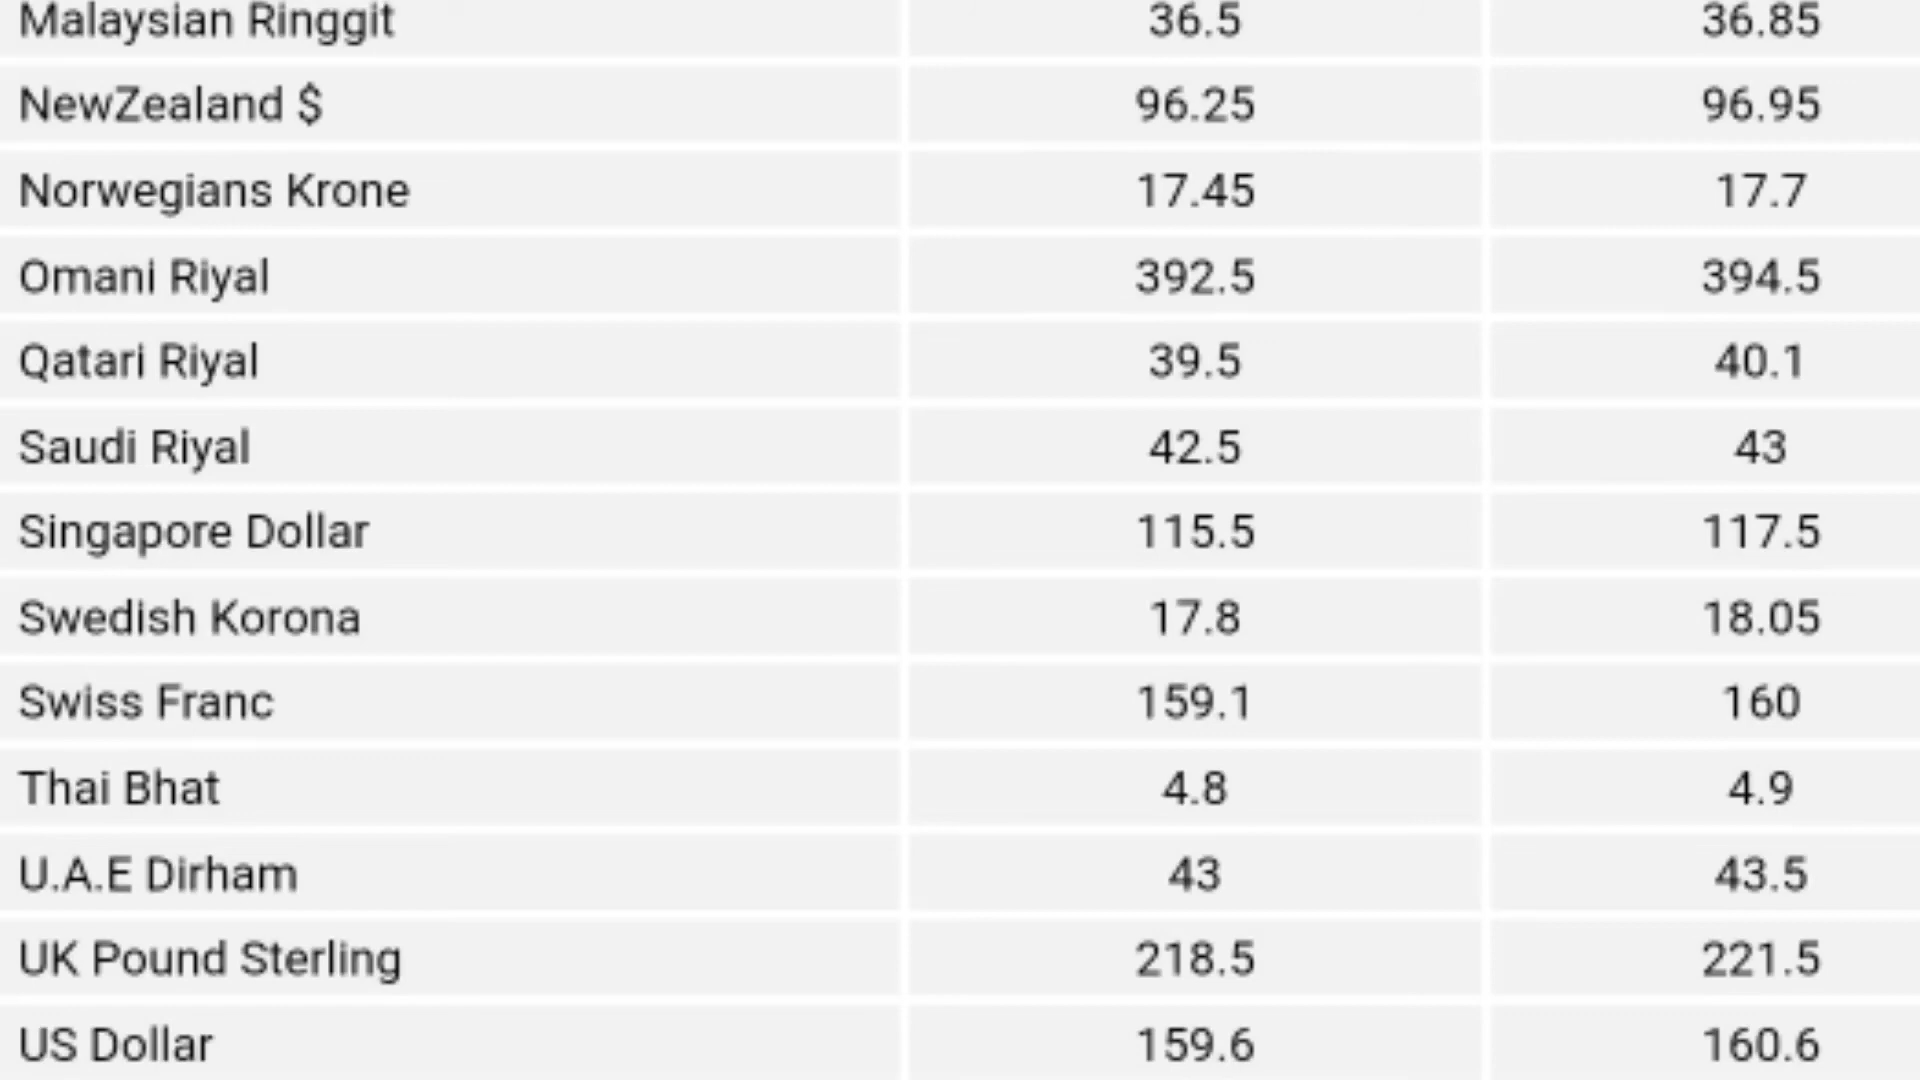 Malaysian Ringgit 36.5 36.85
NewZealand $ 96.25 96.95
Norwegians Krone 17.45 17.7
Omani Riyal 392.5 394.5
Qatari Riyal 39.5 40.1
Saudi Riyal 42.5 43
Singapore Dollar 115.5 117.5
Swedish Korona 17.8 18.05
Swiss Franc 159.1 160
Thai Bhat 4.8 4.9
U.A.E Dirham 43 43.5
UK Pound Sterling 218.5 221.5
US Dollar 159.6 160.6